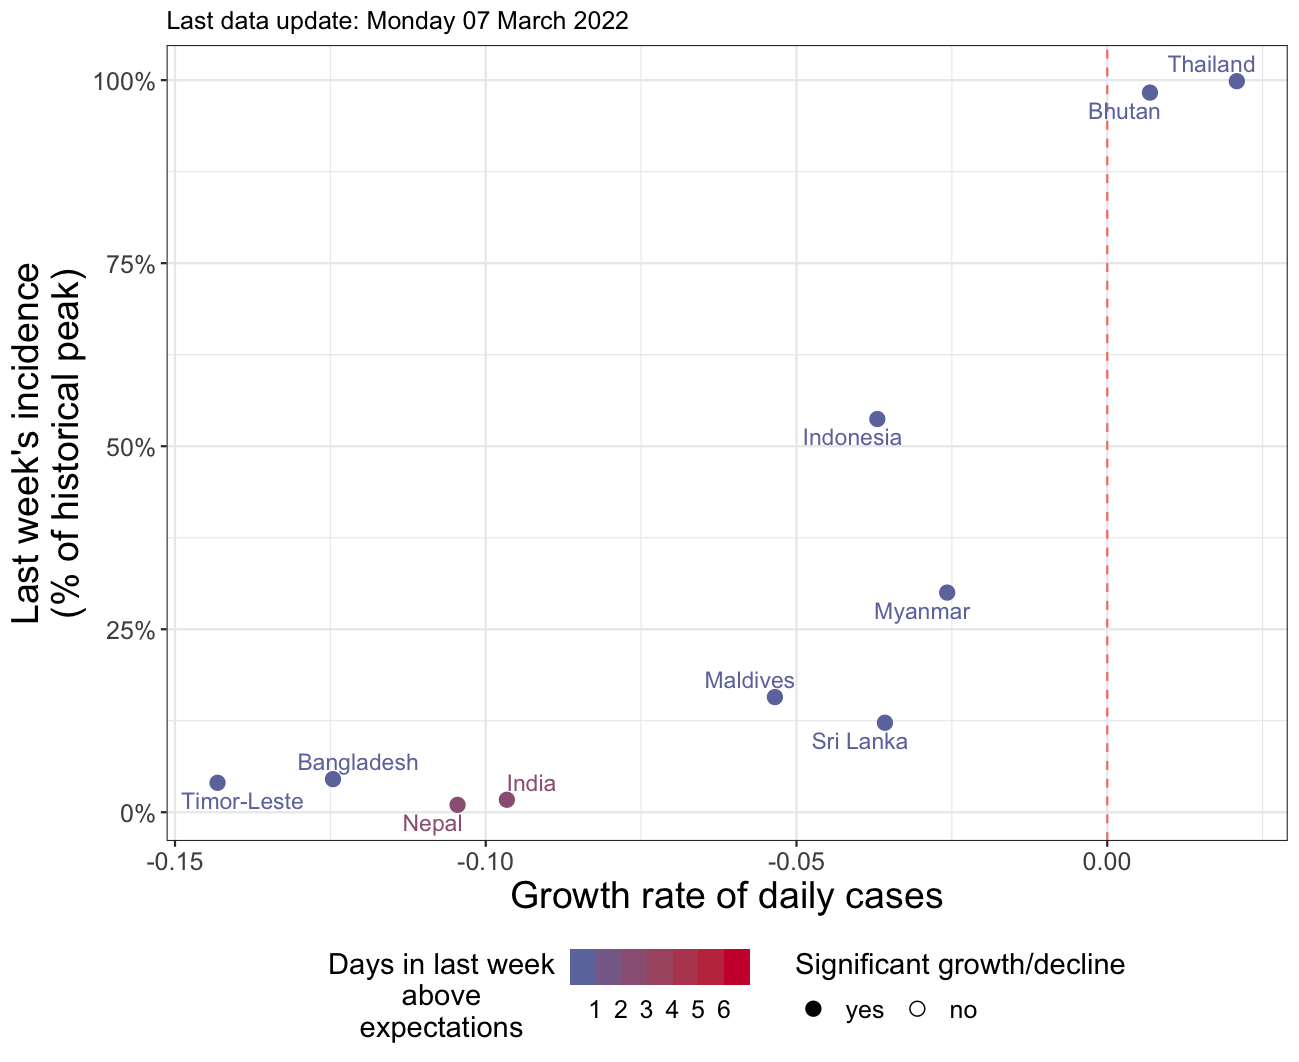 Last data update: Monday 07 March 2022
100%
75%
50%
25%
0%
Last week's incidence
(% of historical peak)
Thailand
Bhutan
Indonesia
Myanmar
Maldives
Sri Lanka
Bangladesh
Timor-Leste
India
Nepal
-0.15 -0.10 -0.05 0.00
Growth rate of daily cases
Days in last week
above
expectations
1 2 3 4 5 6
Significant growth/decline
yes no